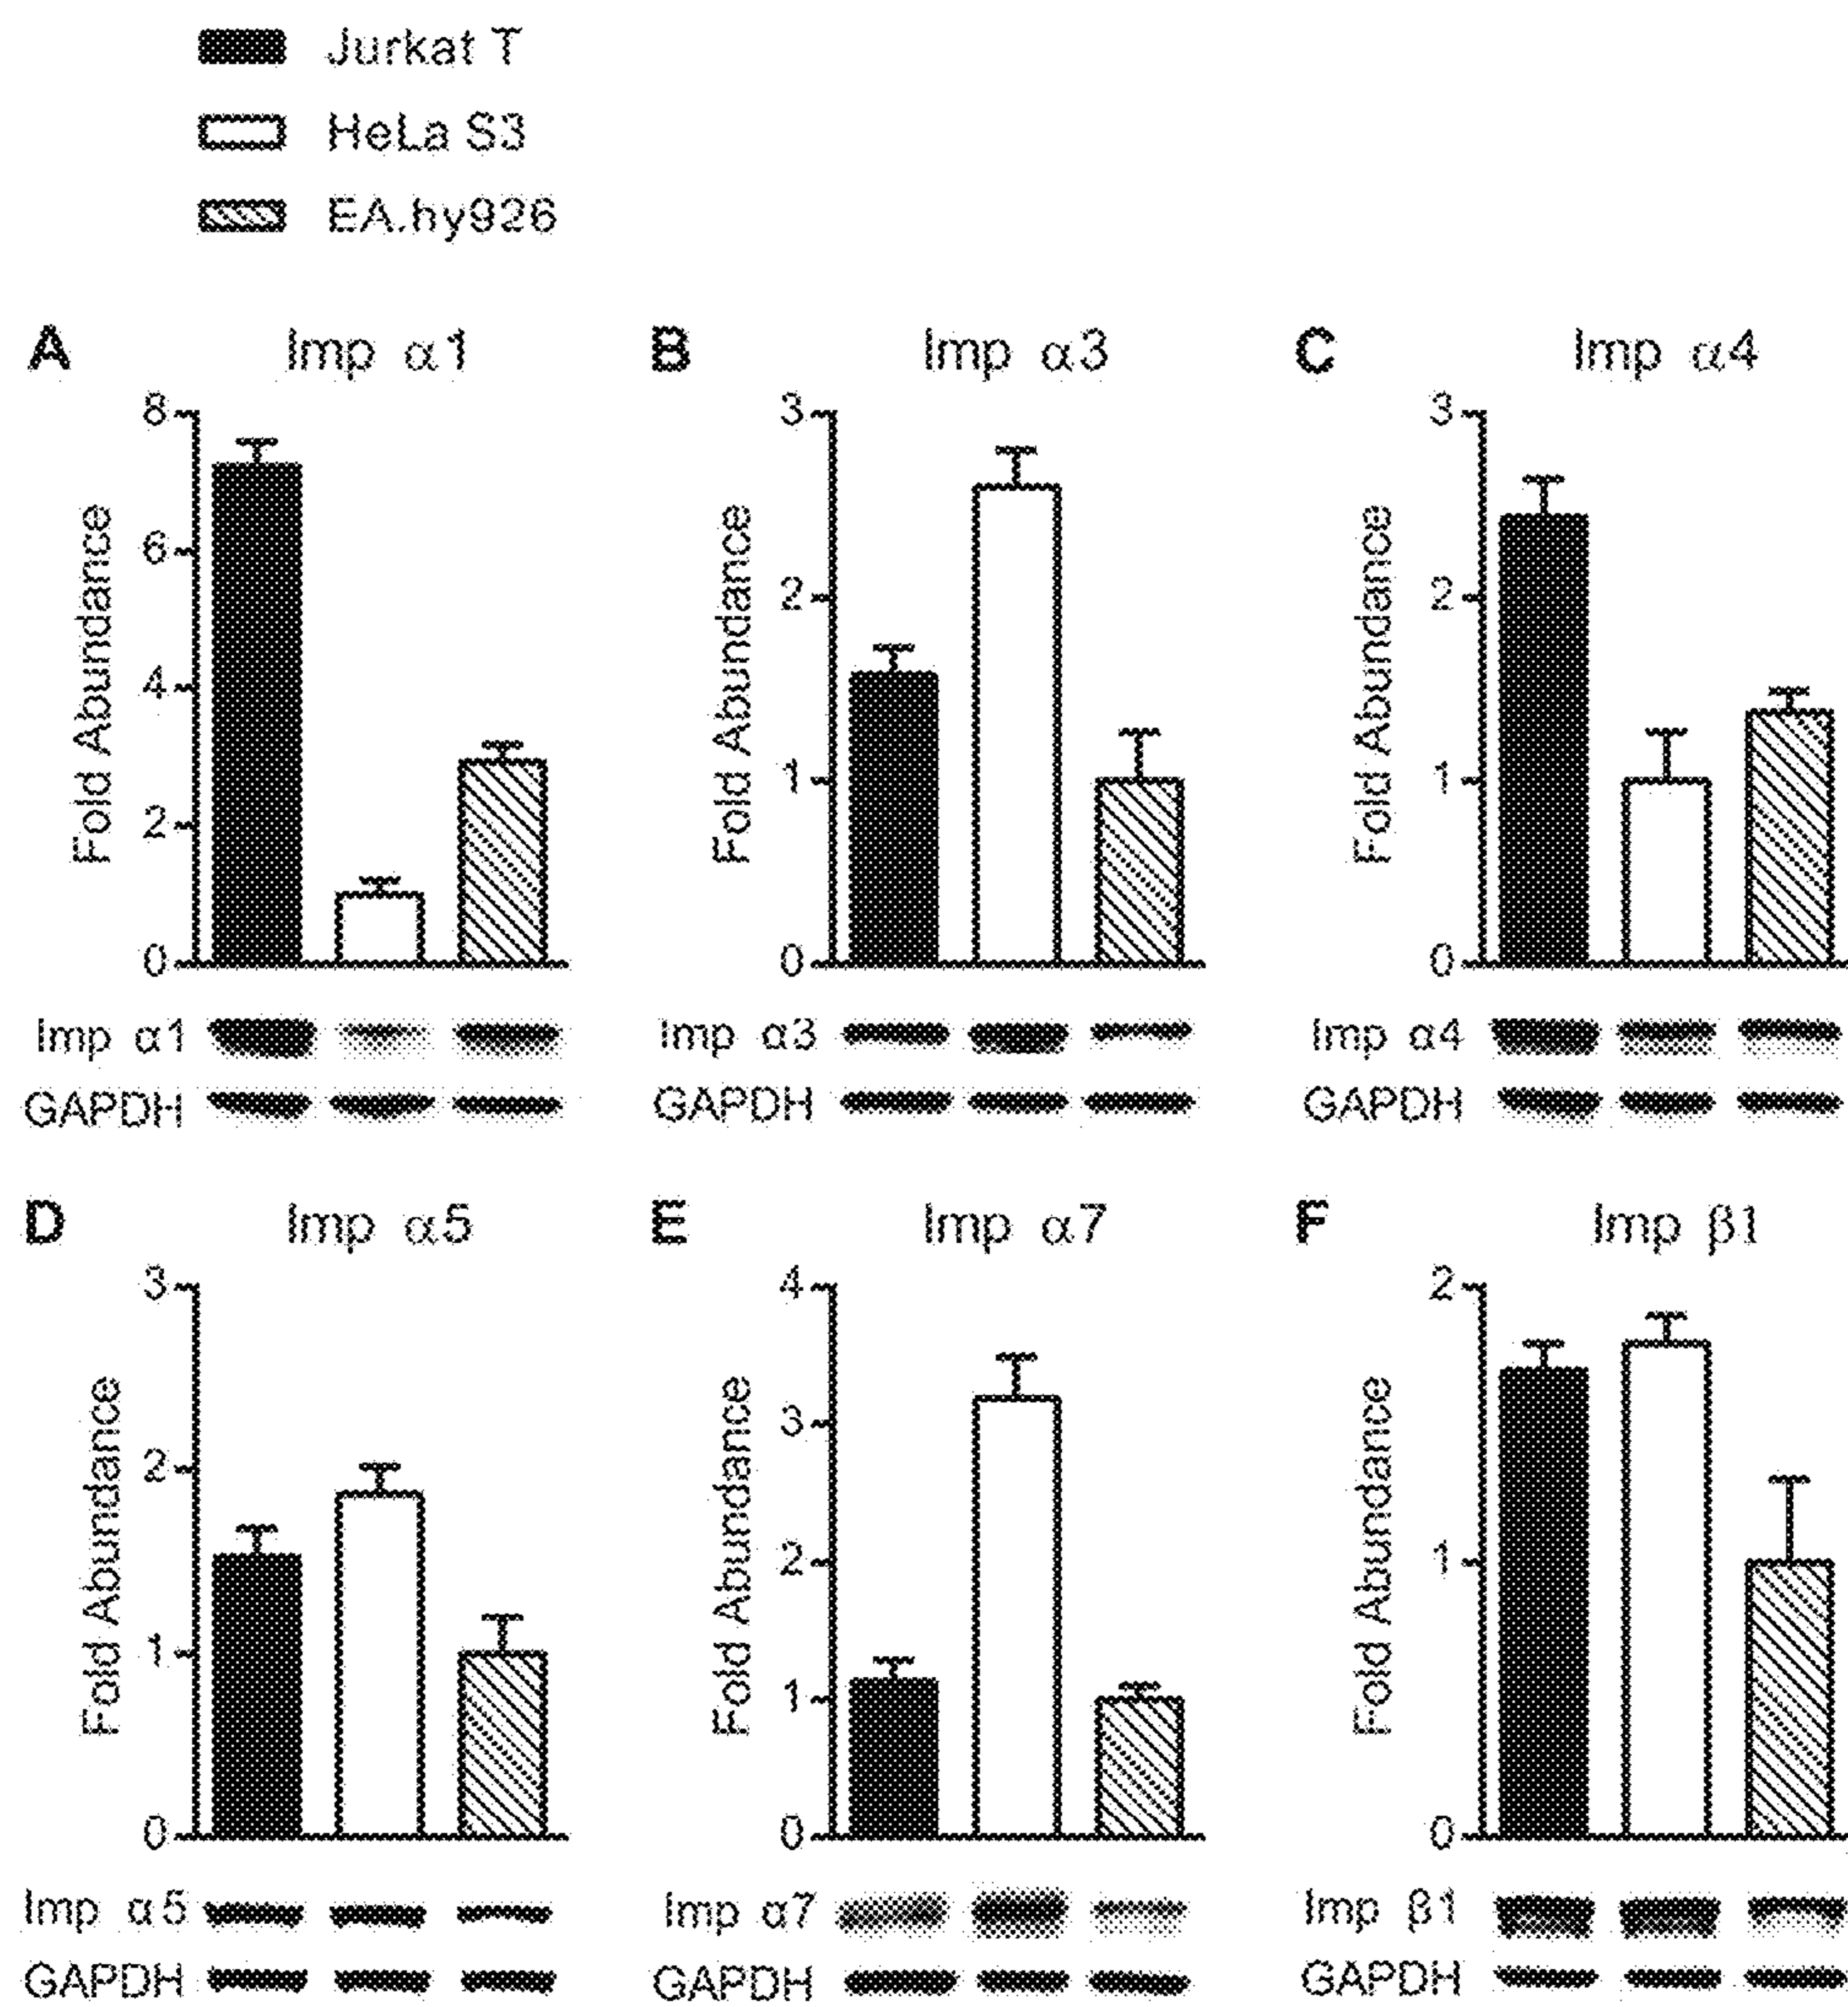 Jurkat T
HeLa S3
EA.hy926
A Imp α1
8
6
4
2
0
Fold Abundance
Imp α1
GAPDH
B Imp α3
3
2
1
0
Fold Abundance
Imp α3
GAPDH
C Imp α4
3
2
1
0
Fold Abundance
Imp α4
GAPDH
D Imp α5
3
2
1
0
Fold Abundance
Imp α5
GAPDH
E Imp α7
4
3
2
1
0
Fold Abundance
Imp α7
GAPDH
F Imp β1
2
1
0
Fold Abundance
Imp β1
GAPDH